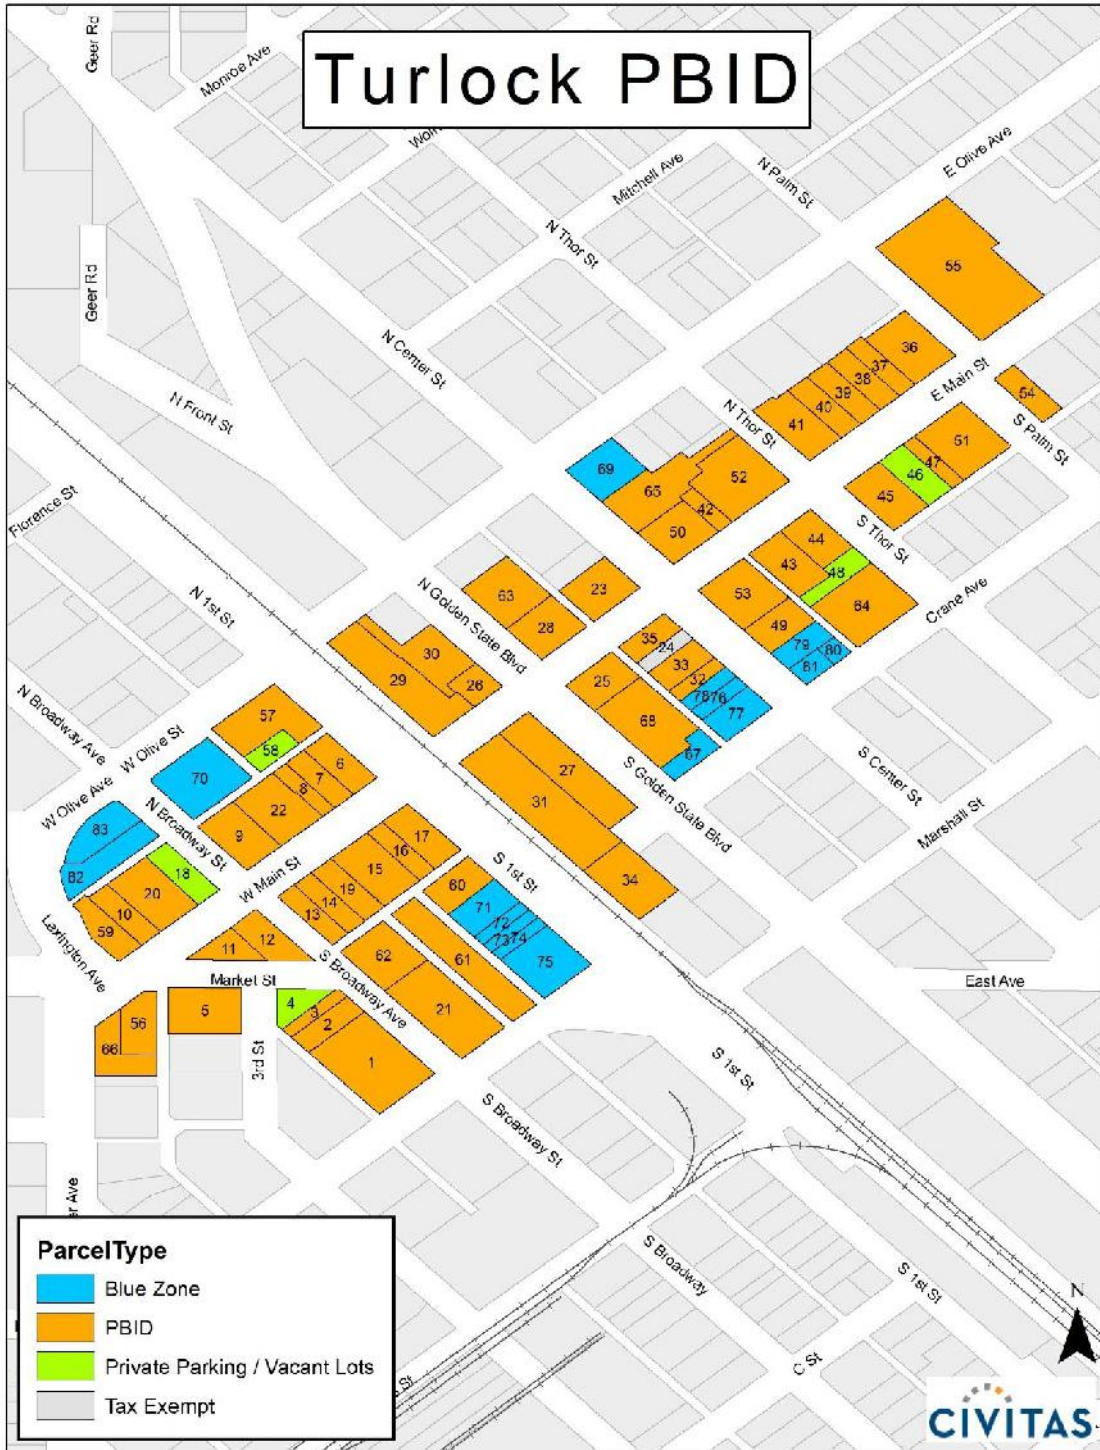 Turlock PBID
Geer Rd
Monroe Ave
Mitchell Ave
N Palm St
E Olive Ave
N Thor St
Geer Rd
55
N Center St
36
37
38
39
40
41
E Main St
54
S Palm St
N Front St
N Thor St
51
47
46
45
69
52
65
42
50
S Thor St
44
43
48
64
Florence St
N 1st St
63
23
28
N Golden State Blvd
53
49
79
80
81
Crane Ave
35
24
33
32
78
76
77
30
29
26
25
68
67
N Broadway Ave
W Olive St
57
58
S Golden State Blvd
S Center St
Marshall St
70
6
7
8
22
9
27
31
34
W Olive Ave
N Broadway St
83
82
18
20
10
59
W Main St
17
16
15
19
14
13
S 1st St
60
71
72
73
74
75
Lexington Ave
11
12
62
61
21
S Broadway Ave
Market St
East Ave
4
3
2
1
5
56
66
3rd St
S 1st St
S Broadway St
er Ave
S Broadway
S 1st St
C St
St
N
ParcelType
Blue Zone
PBID
Private Parking / Vacant Lots
Tax Exempt
CIVITAS